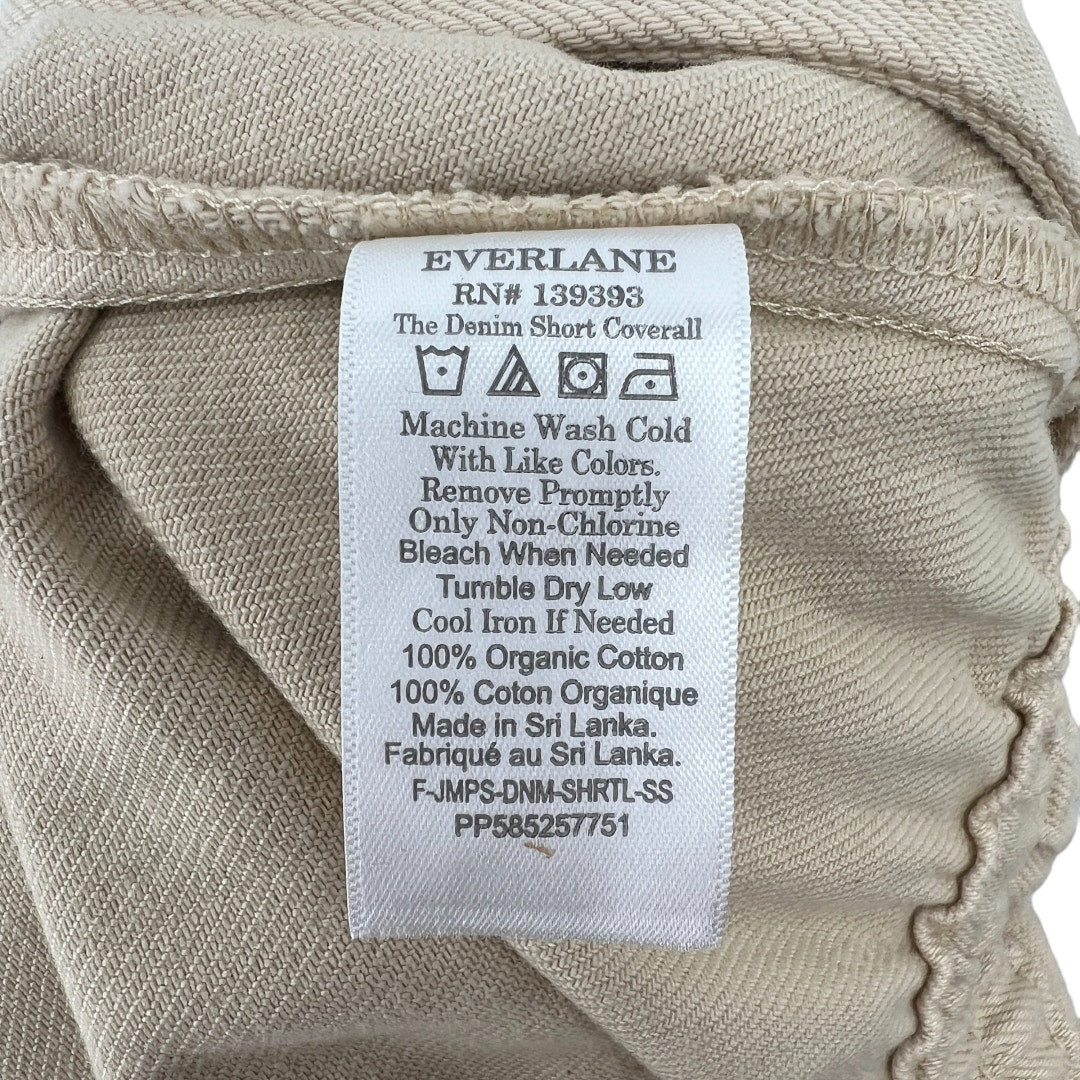 EVERLANE
RN# 139393
The Denim Short Coverall
Machine Wash Cold
With Like Colors.
Remove Promptly
Only Non-Chlorine
Bleach When Needed
Tumble Dry Low
Cool Iron If Needed
100% Organic Cotton
100% Coton Organique
Made in Sri Lanka.
Fabriqué au Sri Lanka.
F-JMPS-DNM-SHRTL-SS
PP585257751